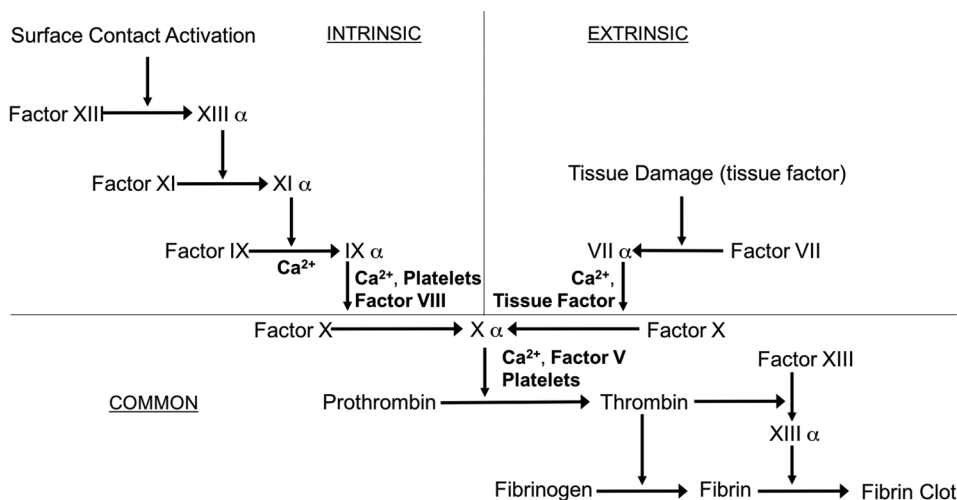 INTRINSIC
EXTRINSIC
Surface Contact Activation
Factor XIII
XIII α
Factor XI
XI α
Tissue Damage (tissue factor)
Factor IX
Ca²⁺
IX α
VII α
Factor VII
Ca²⁺, Platelets
Factor VIII
Ca²⁺,
Tissue Factor
Factor X
X α
Factor X
Ca²⁺, Factor V
Platelets
Factor XIII
COMMON
Prothrombin
Thrombin
XIII α
Fibrinogen
Fibrin
Fibrin Clot